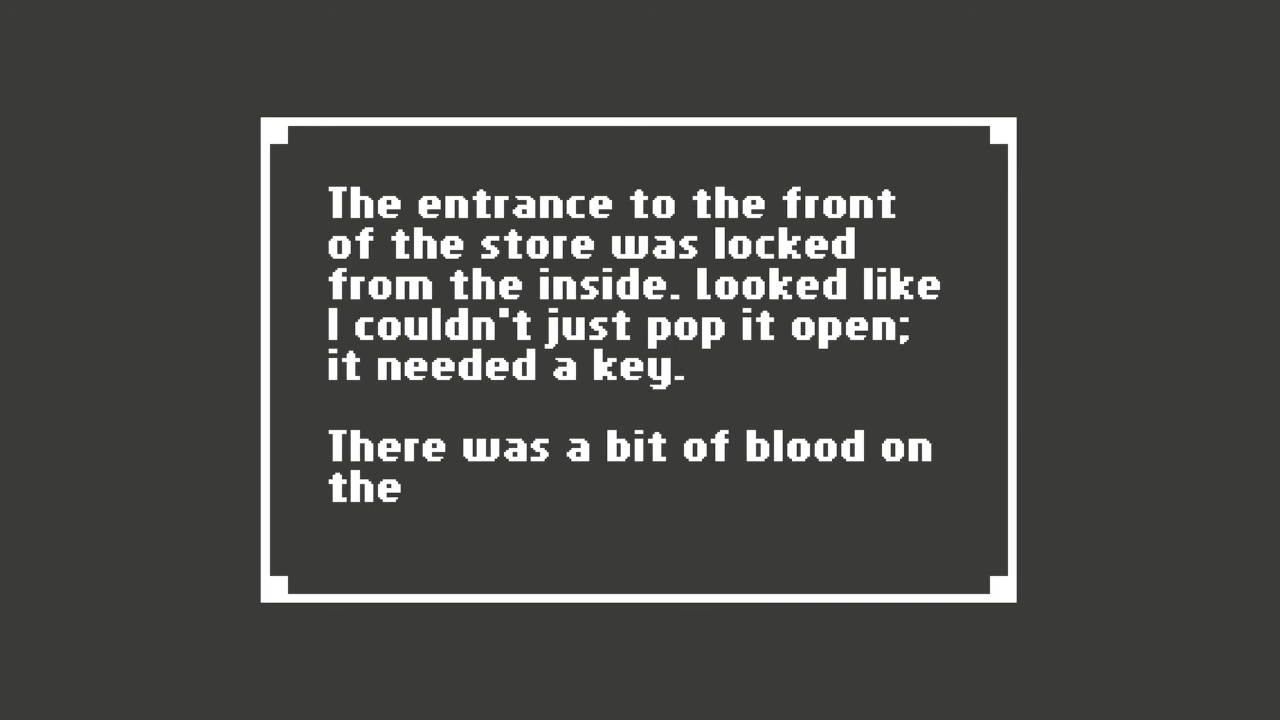 The entrance to the front
of the store was locked
from the inside. Looked like
I couldn't just pop it open;
it needed a key.
There was a bit of blood on
the